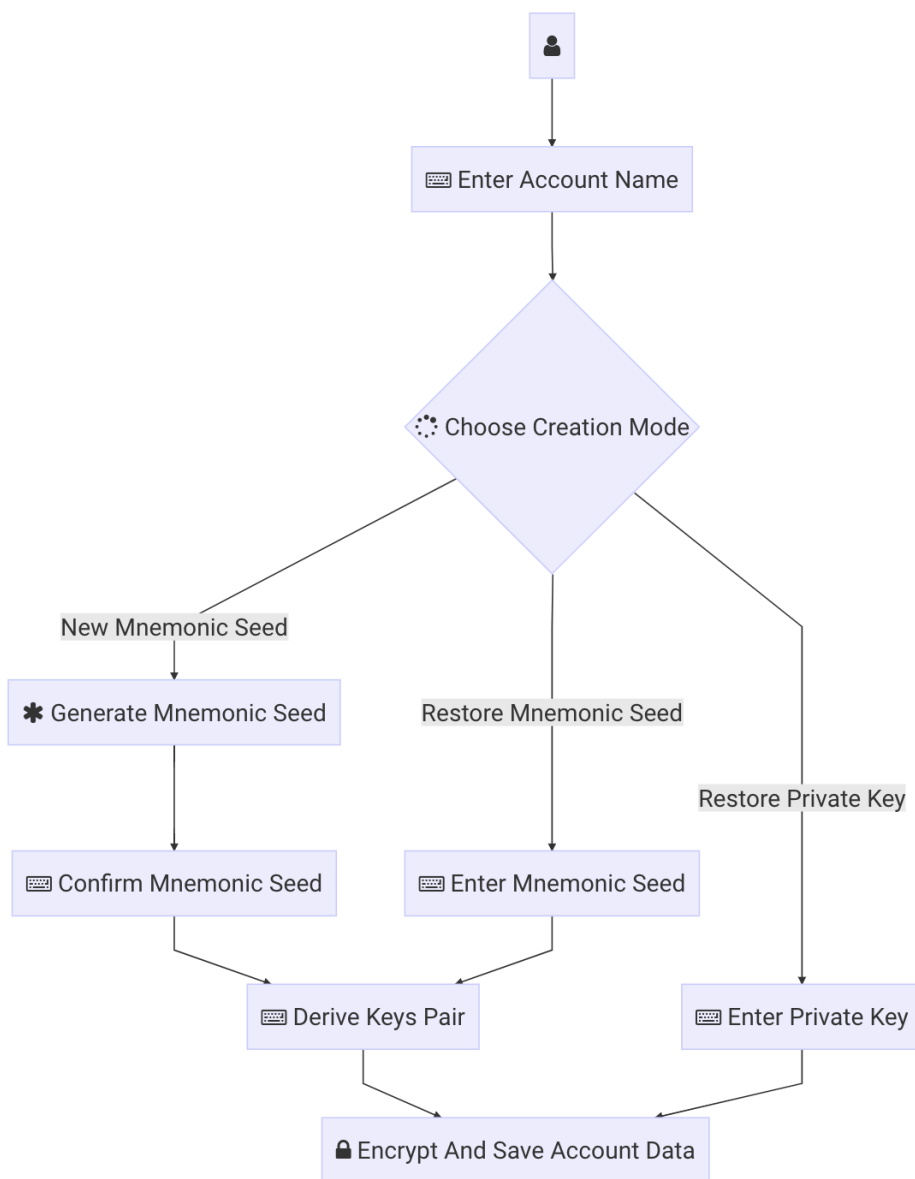 Enter Account Name
Choose Creation Mode
New Mnemonic Seed
Generate Mnemonic Seed
Restore Mnemonic Seed
Restore Private Key
Confirm Mnemonic Seed
Enter Mnemonic Seed
Derive Keys Pair
Enter Private Key
Encrypt And Save Account Data